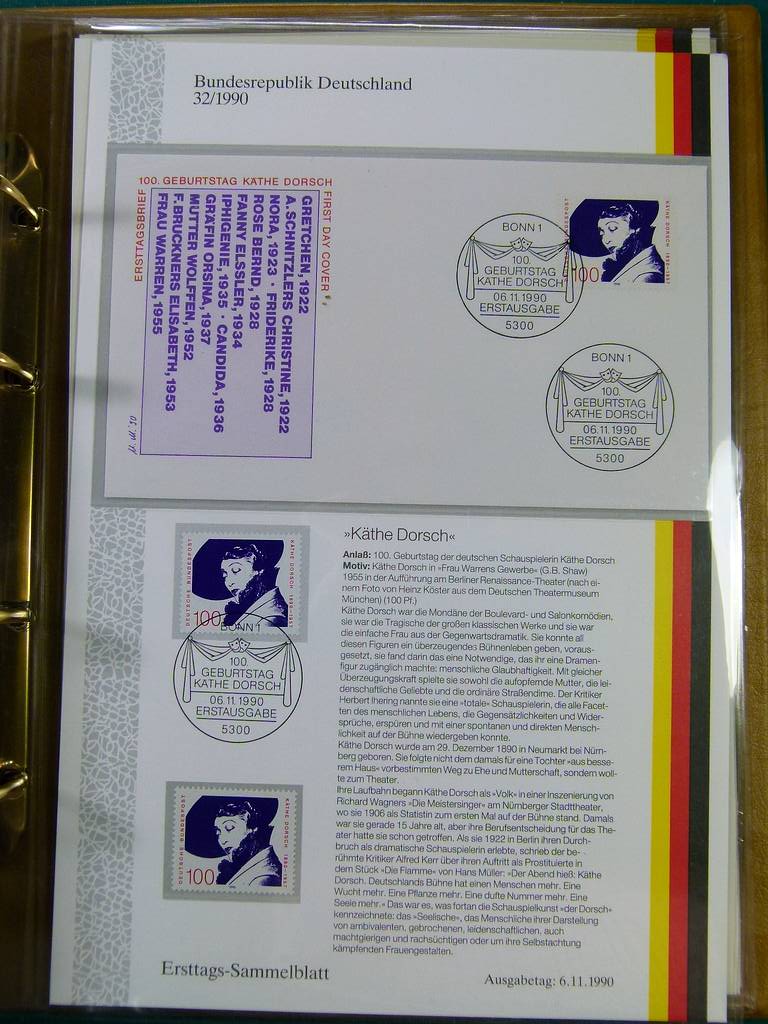 Bundesrepublik Deutschland
32/1990
100. GEBURTSTAG KÄTHE DORSCH
FIRST DAY COVER
ERSTTAGSBRIEF
GRETCHEN, 1922
A. SCHNITZLERS CHRISTINE, 1922
NORA, 1923 · FRIDERIKE, 1928
ROSE BERND, 1928
FANNY ELSSLER, 1934
IPHIGENIE, 1935 · CANDIDA, 1936
GRÄFIN ORSINA, 1937
MUTTER WOLFFEN, 1952
F. BRUCKNERS ELISABETH, 1953
FRAU WARREN, 1955
KÄTHE DORSCH 1890-1957
DEUTSCHE BUNDESPOST
100
BONN 1
100.
GEBURTSTAG
KÄTHE DORSCH
06.11.1990
ERSTAUSGABE
5300
BONN 1
100.
GEBURTSTAG
KÄTHE DORSCH
06.11.1990
ERSTAUSGABE
5300
DEUTSCHE BUNDESPOST
KÄTHE DORSCH 1890-1957
100
BONN 1
100.
GEBURTSTAG
KÄTHE DORSCH
06.11.1990
ERSTAUSGABE
5300
DEUTSCHE BUNDESPOST
KÄTHE DORSCH 1890-1957
100
»Käthe Dorsch«
Anlaß: 100. Geburtstag der deutschen Schauspielerin Käthe Dorsch
Motiv: Käthe Dorsch in »Frau Warrens Gewerbe« (G.B. Shaw)
1955 in der Aufführung am Berliner Renaissance-Theater (nach ei-
nem Foto von Heinz Köster aus dem Deutschen Theatermuseum
München) (100 Pf.)
Käthe Dorsch war die Mondäne der Boulevard- und Salonkomödien,
sie war die Tragische der großen klassischen Werke und sie war
die einfache Frau aus der Gegenwartsdramatik. Sie konnte all
diesen Figuren ein überzeugendes Bühnenleben geben, voraus-
gesetzt, sie fand darin das eine Notwendige, das ihr eine Dramen-
figur zugänglich machte: menschliche Glaubhaftigkeit. Mit gleicher
Überzeugungskraft spielte sie sowohl die aufopfernde Mutter, die lei-
denschaftliche Geliebte und die ordinäre Straßendirne. Der Kritiker
Herbert Ihering nannte sie eine »totale« Schauspielerin, die alle Facet-
ten des menschlichen Lebens, die Gegensätzlichkeiten und Wider-
sprüche, erspüren und mit einer spontanen und direkten Mensch-
lichkeit auf der Bühne wiedergeben konnte.
Käthe Dorsch wurde am 29. Dezember 1890 in Neumarkt bei Nürn-
berg geboren. Sie folgte nicht dem damals für eine Tochter »aus besse-
rem Haus« vorbestimmten Weg zu Ehe und Mutterschaft, sondern woll-
te zum Theater.
Ihre Laufbahn begann Käthe Dorsch als »Volk« in einer Inszenierung von
Richard Wagners »Die Meistersinger« am Nürnberger Stadttheater,
wo sie 1906 als Statistin zum ersten Mal auf der Bühne stand. Damals
war sie gerade 15 Jahre alt, aber ihre Berufsentscheidung für das The-
ater hatte sie schon getroffen. Als sie 1922 in Berlin ihren Durch-
bruch als dramatische Schauspielerin erlebte, schrieb der be-
rühmte Kritiker Alfred Kerr über ihren Auftritt als Prostituierte in
dem Stück »Die Flamme« von Hans Müller: »Der Abend hieß: Käthe
Dorsch. Deutschlands Bühne hat einen Menschen mehr. Eine
Wucht mehr. Eine Pflanze mehr. Eine dufte Nummer mehr. Eine
Seele mehr.« Das war es, was fortan die Schauspielkunst »der Dorsch«
kennzeichnete: das »Seelische«, das Menschliche ihrer Darstellung
von ambivalenten, gebrochenen, leidenschaftlichen, auch
machtgierigen und rachsüchtigen oder um ihre Selbstachtung
kämpfenden Frauengestalten.
Ersttags-Sammelblatt
Ausgabetag: 6.11.1990